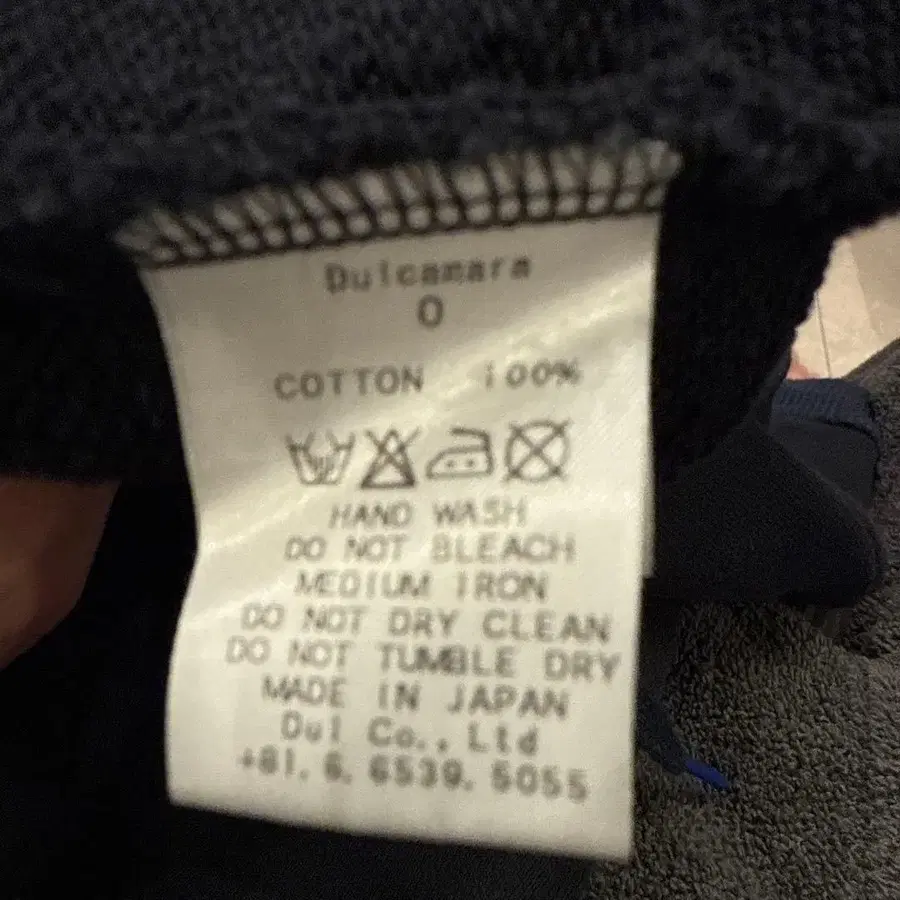 Dulcamara
0
COTTON 100%
HAND WASH
DO NOT BLEACH
MEDIUM IRON
DO NOT DRY CLEAN
DO NOT TUMBLE DRY
MADE IN JAPAN
Dul Co., Ltd
+81. 6. 6539. 5055